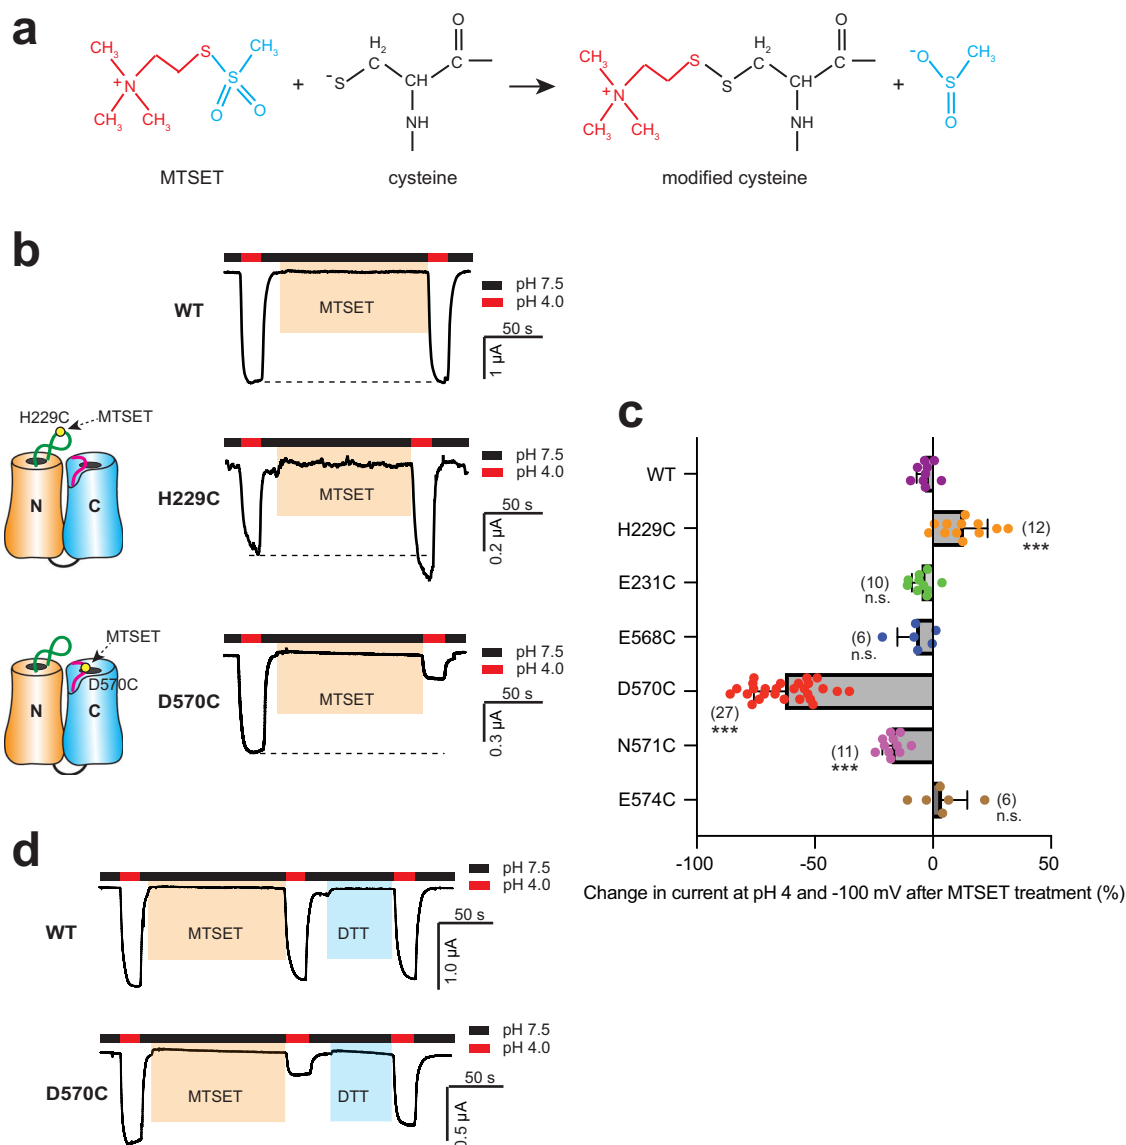 a
CH3 N+ CH3 CH3 S CH3 S O O
+
H2 C O C -S CH NH
CH3 N+ CH3 CH3 S S H2 C O C CH NH
+
-O CH3 S O
MTSET
cysteine
modified cysteine
b
WT
MTSET
pH 7.5
pH 4.0
50 s
1 µA
H229C
MTSET
N
C
H229C
MTSET
pH 7.5
pH 4.0
50 s
0.2 µA
MTSET
D570C
N
C
D570C
MTSET
pH 7.5
pH 4.0
50 s
0.3 µA
c
WT
H229C
(12)
***
E231C
(10)
n.s.
E568C
(6)
n.s.
D570C
(27)
***
N571C
(11)
***
E574C
(6)
n.s.
-100
-50
0
50
Change in current at pH 4 and -100 mV after MTSET treatment (%)
d
WT
MTSET
DTT
pH 7.5
pH 4.0
50 s
1.0 µA
D570C
MTSET
DTT
pH 7.5
pH 4.0
50 s
0.5 µA